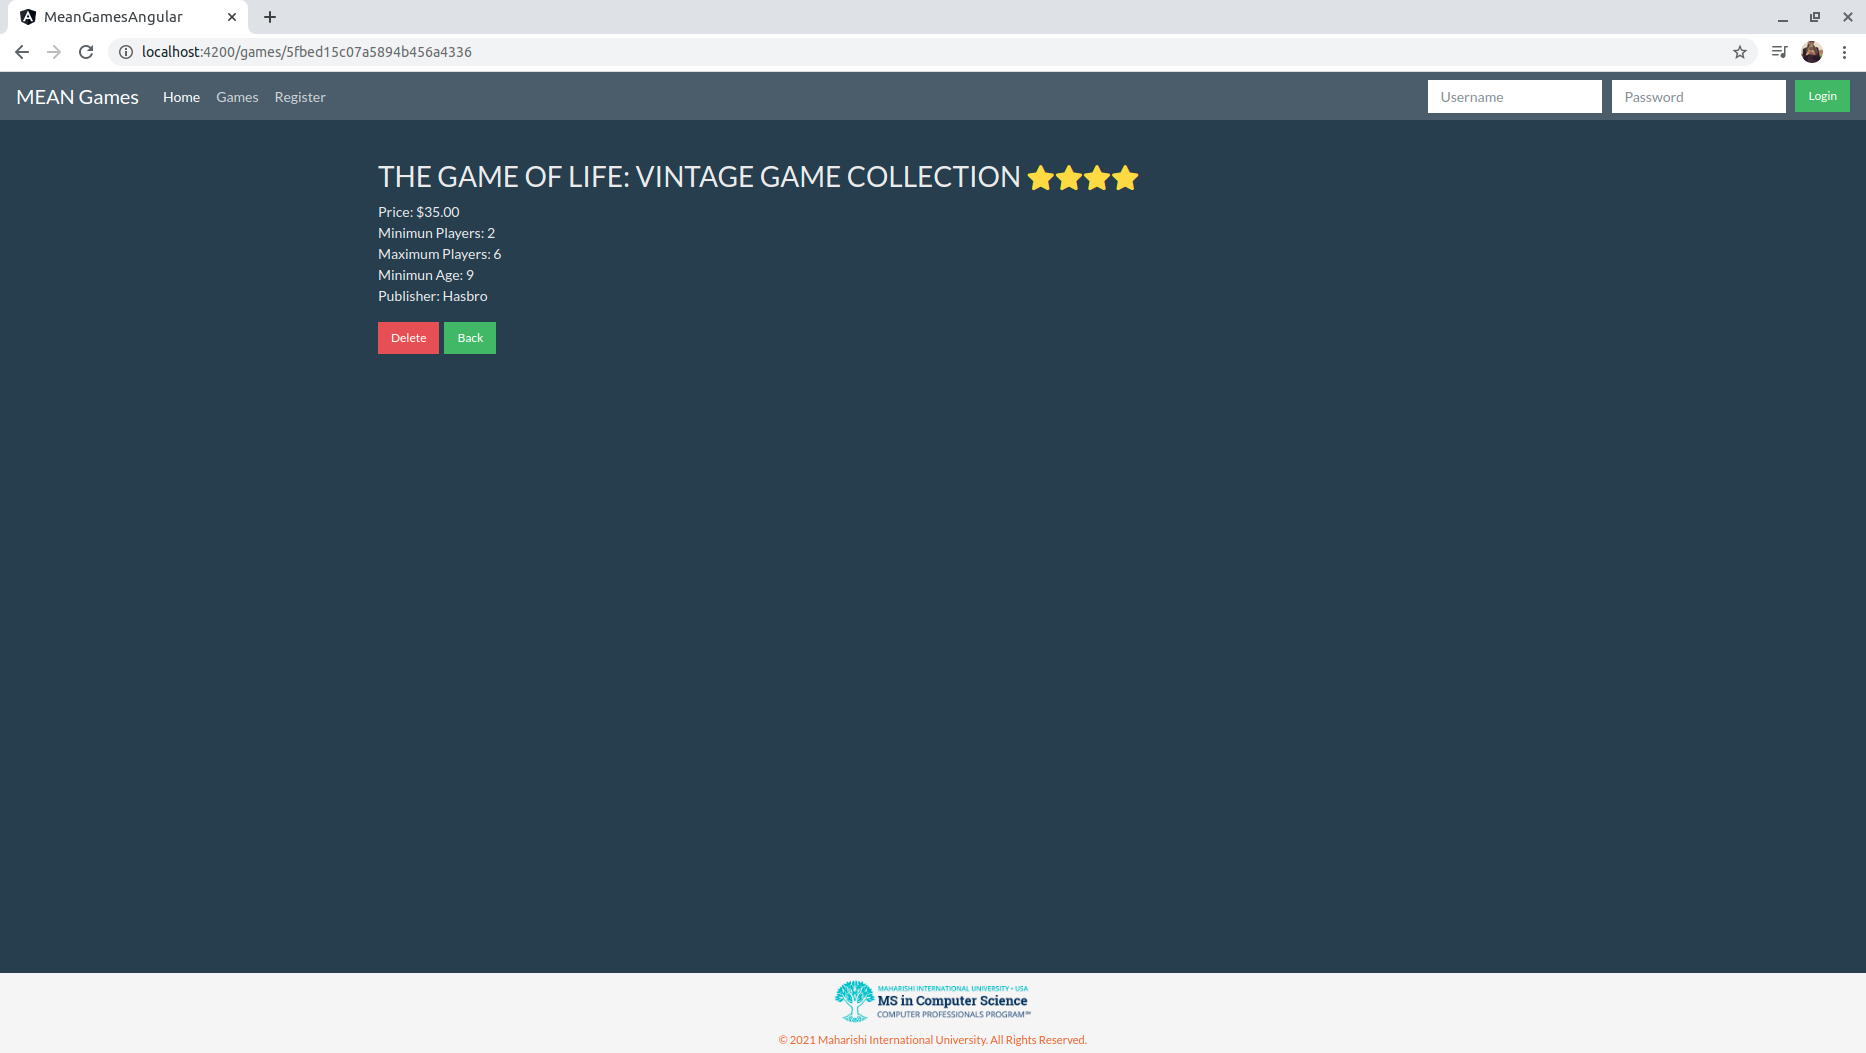 MeanGamesAngular
localhost:4200/games/5fbed15c07a5894b456a4336
MEAN Games Home Games Register Username Password Login
THE GAME OF LIFE: VINTAGE GAME COLLECTION
Price: $35.00
Minimun Players: 2
Maximum Players: 6
Minimun Age: 9
Publisher: Hasbro
Delete Back
MAHARISHI INTERNATIONAL UNIVERSITY • USA
MS in Computer Science
COMPUTER PROFESSIONALS PROGRAM℠
© 2021 Maharishi International University. All Rights Reserved.